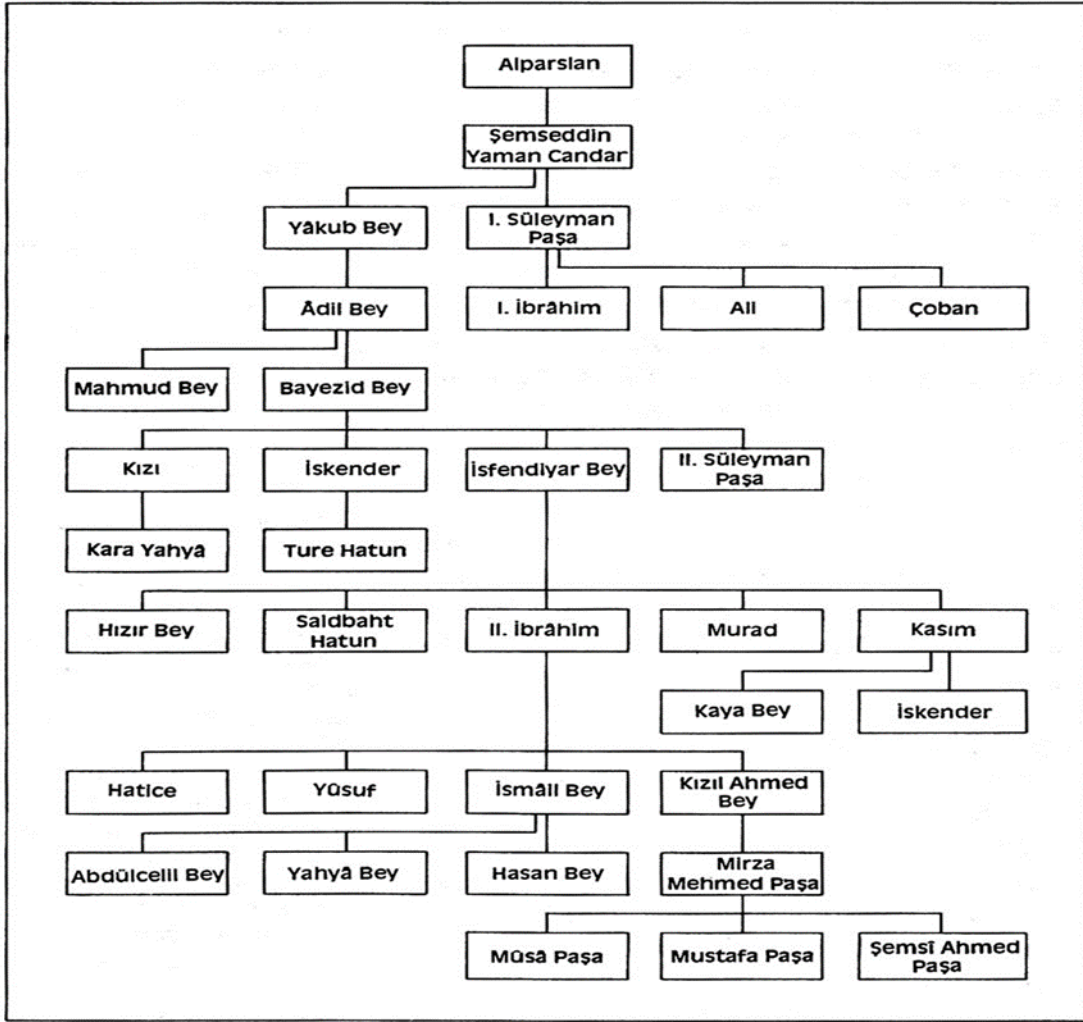 Alparslan
Şemseddin
Yaman Candar
Yâkub Bey
I. Süleyman
Paşa
Âdil Bey
I. İbrâhim
Ali
Çoban
Mahmud Bey
Bayezid Bey
Kızı
İskender
İsfendiyar Bey
II. Süleyman
Paşa
Kara Yahyâ
Ture Hatun
Hızır Bey
Saidbaht
Hatun
II. İbrâhim
Murad
Kasım
Kaya Bey
İskender
Hatice
Yûsuf
İsmâil Bey
Kızıl Ahmed
Bey
Abdülcelil Bey
Yahyâ Bey
Hasan Bey
Mirza
Mehmed Paşa
Mûsâ Paşa
Mustafa Paşa
Şemsî Ahmed
Paşa